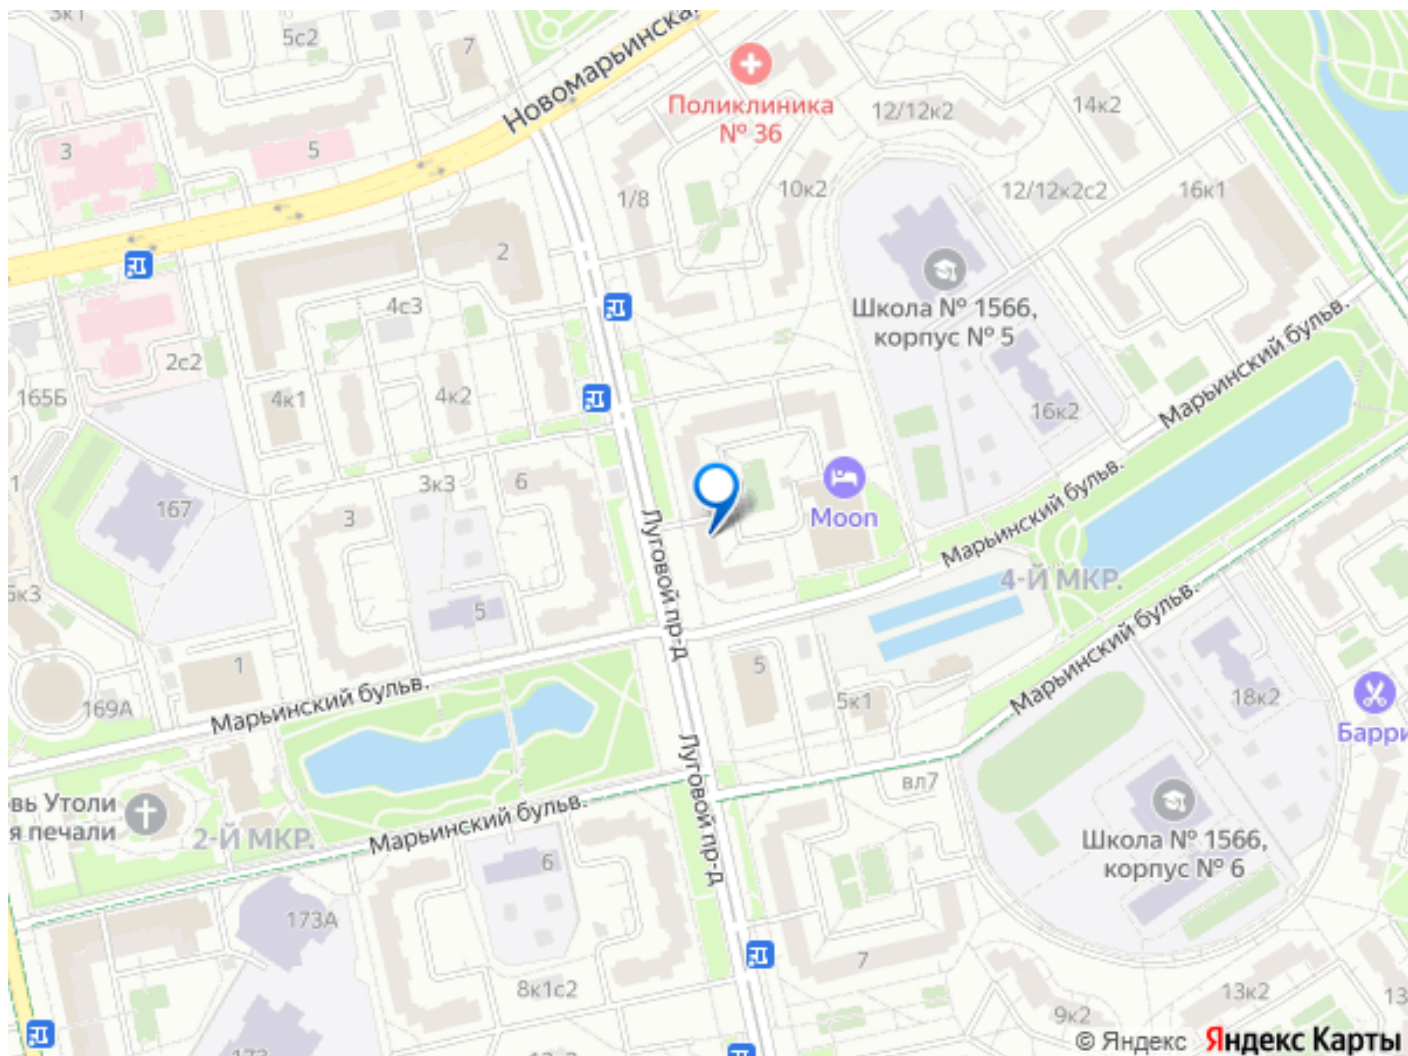 3к1
5с2
7
Новомарьинска
Поликлиника
№ 36
12/12к2
14к2
3
5
1/8
10к2
12/12к2с2
16к1
2
4с3
Школа № 1566,
корпус № 5
2с2
165Б
4к1
4к2
16к2
Марьинский бульв.
167
3к3
6
3
Moon
Луговой пр-д
Марьинский бульв.
4-Й МКР.
5
1
5
Марьинский бульв.
Марьинский бульв.
169А
5к1
18к2
Барри
Луговой пр-д
вл7
вь Утоли
я печали
2-Й МКР.
Марьинский бульв.
6
Школа № 1566,
корпус № 6
173А
7
8к1с2
9к2
13к2
13
173
© Яндекс
Яндекс Карты